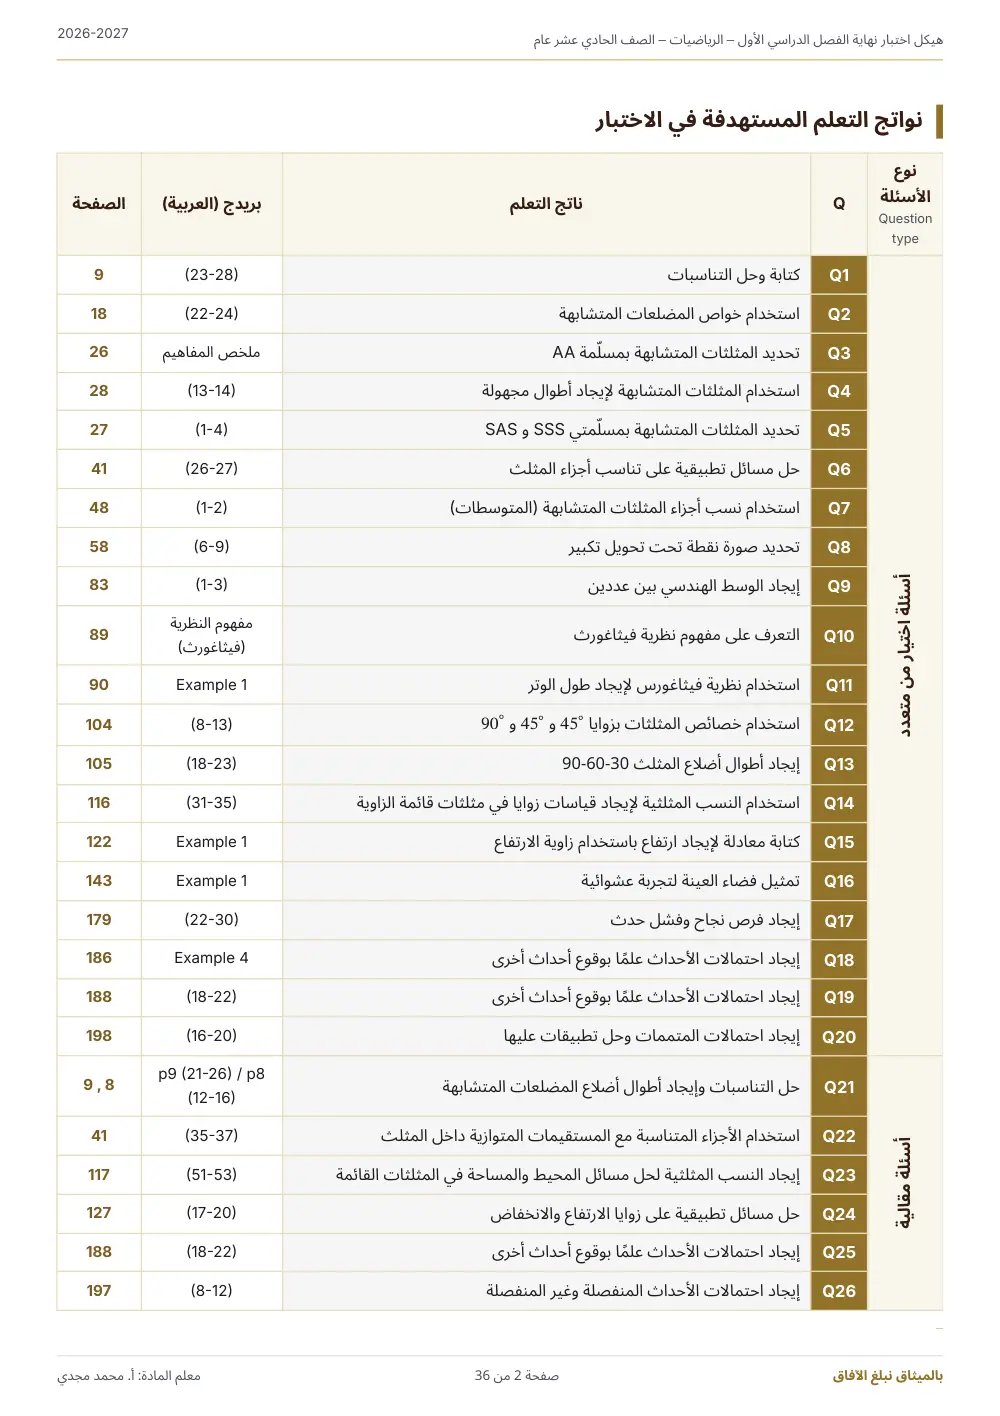 هيكل اختبار نهاية الفصل الدراسي الأول – الرياضيات – الصف الحادي عشر عام
2026-2027
نواتج التعلم المستهدفة في الاختبار
نوع الأسئلة Question type | Q | ناتج التعلم | بريدج (العربية) | الصفحة
أسئلة اختيار من متعدد
Q1 | كتابة وحل التناسبات | (23-28) | 9
Q2 | استخدام خواص المضلعات المتشابهة | (22-24) | 18
Q3 | تحديد المثلثات المتشابهة بمسلّمة AA | ملخص المفاهيم | 26
Q4 | استخدام المثلثات المتشابهة لإيجاد أطوال مجهولة | (13-14) | 28
Q5 | تحديد المثلثات المتشابهة بمسلّمتي SSS و SAS | (1-4) | 27
Q6 | حل مسائل تطبيقية على تناسب أجزاء المثلث | (26-27) | 41
Q7 | استخدام نسب أجزاء المثلثات المتشابهة (المتوسطات) | (1-2) | 48
Q8 | تحديد صورة نقطة تحت تحويل تكبير | (6-9) | 58
Q9 | إيجاد الوسط الهندسي بين عددين | (1-3) | 83
Q10 | التعرف على مفهوم نظرية فيثاغورث | مفهوم النظرية (فيثاغورث) | 89
Q11 | استخدام نظرية فيثاغورس لإيجاد طول الوتر | Example 1 | 90
Q12 | استخدام خصائص المثلثات بزوايا 45° و 45° و 90° | (8-13) | 104
Q13 | إيجاد أطوال أضلاع المثلث 30-60-90 | (18-23) | 105
Q14 | استخدام النسب المثلثية لإيجاد قياسات زوايا في مثلثات قائمة الزاوية | (31-35) | 116
Q15 | كتابة معادلة لإيجاد ارتفاع باستخدام زاوية الارتفاع | Example 1 | 122
Q16 | تمثيل فضاء العينة لتجربة عشوائية | Example 1 | 143
Q17 | إيجاد فرص نجاح وفشل حدث | (22-30) | 179
Q18 | إيجاد احتمالات الأحداث علمًا بوقوع أحداث أخرى | Example 4 | 186
Q19 | إيجاد احتمالات الأحداث علمًا بوقوع أحداث أخرى | (18-22) | 188
Q20 | إيجاد احتمالات المتممات وحل تطبيقات عليها | (16-20) | 198
أسئلة مقالية
Q21 | حل التناسبات وإيجاد أطوال أضلاع المضلعات المتشابهة | p9 (21-26) / p8 (12-16) | 9 , 8
Q22 | استخدام الأجزاء المتناسبة مع المستقيمات المتوازية داخل المثلث | (35-37) | 41
Q23 | إيجاد النسب المثلثية لحل مسائل المحيط والمساحة في المثلثات القائمة | (51-53) | 117
Q24 | حل مسائل تطبيقية على زوايا الارتفاع والانخفاض | (17-20) | 127
Q25 | إيجاد احتمالات الأحداث علمًا بوقوع أحداث أخرى | (18-22) | 188
Q26 | إيجاد احتمالات الأحداث المنفصلة وغير المنفصلة | (8-12) | 197
بالميثاق نبلغ الآفاق
صفحة 2 من 36
معلم المادة: أ. محمد مجدي